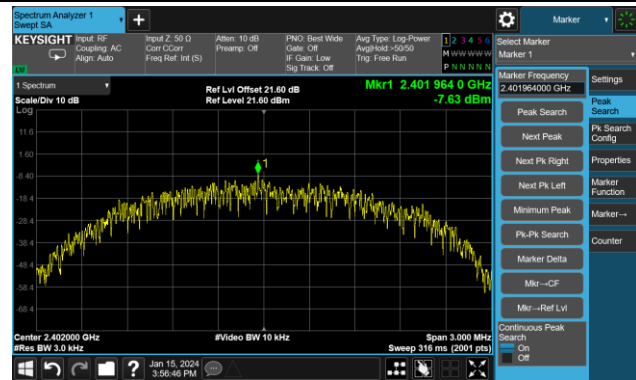 Spectrum Analyzer 1
Swept SA
Marker
KEYSIGHT
Input: RF
Coupling: AC
Align: Auto
Input Z: 50 Ω
Corr CCorr
Freq Ref: Int (S)
Atten: 10 dB
Preamp: Off
PNO: Best Wide
Gate: Off
IF Gain: Low
Sig Track: Off
Avg Type: Log-Power
Avg|Hold:>50/50
Trig: Free Run
1 2 3 4 5 6
M W W W W W
P N N N N N
Select Marker
Marker 1
1 Spectrum
Scale/Div 10 dB
Log
Ref Lvl Offset 21.60 dB
Ref Level 21.60 dBm
Mkr1 2.401 964 0 GHz
-7.63 dBm
11.6
1.60
-8.40
-18.4
-28.4
-38.4
-48.4
-58.4
-68.4
1
Center 2.402000 GHz
#Res BW 3.0 kHz
#Video BW 10 kHz
Span 3.000 MHz
Sweep 316 ms (2001 pts)
Marker Frequency
2.401964000 GHz
Peak Search
Next Peak
Next Pk Right
Next Pk Left
Minimum Peak
Pk-Pk Search
Marker Delta
Mkr→CF
Mkr→Ref Lvl
Continuous Peak
Search
On
Off
Settings
Peak
Search
Pk Search
Config
Properties
Marker
Function
Marker→
Counter
?
Jan 15, 2024
3:56:46 PM